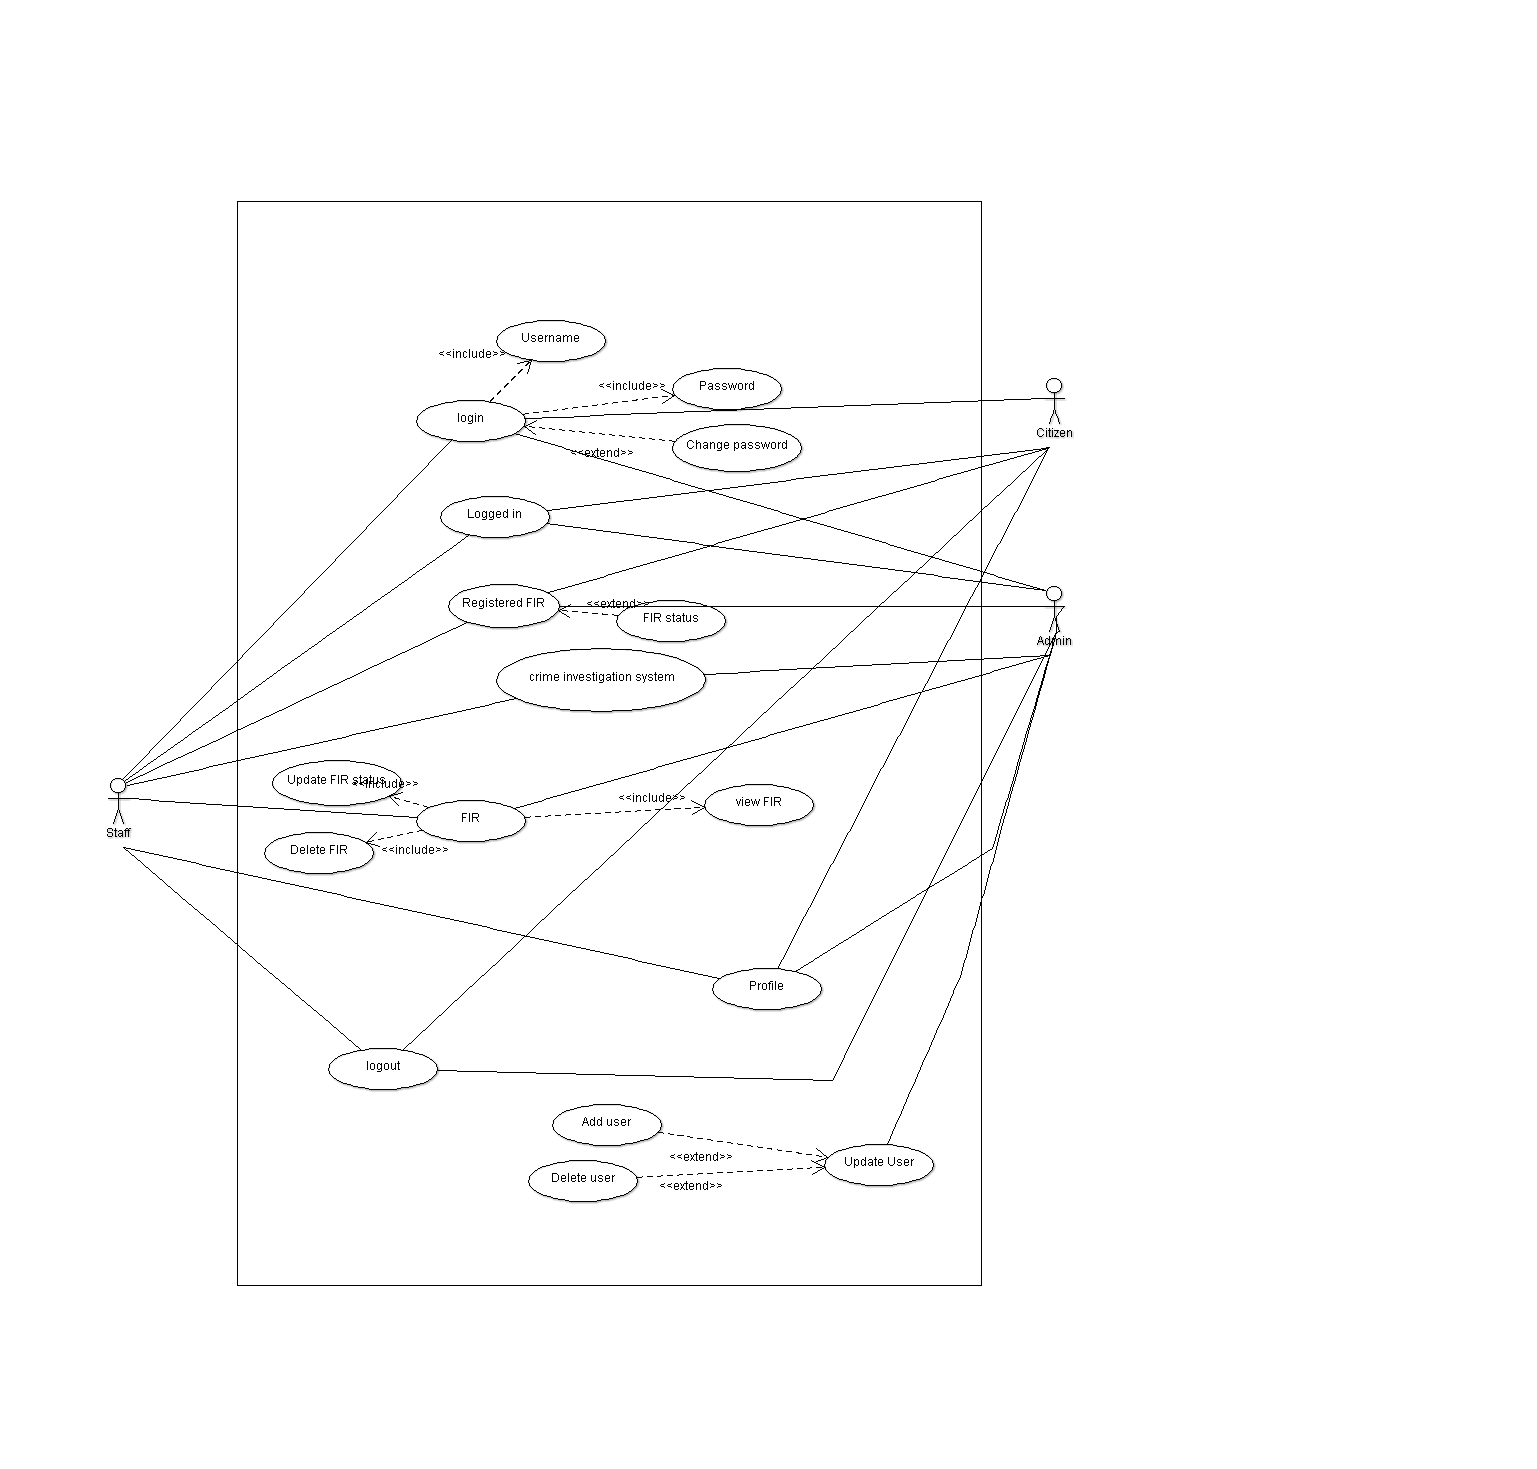 Username
<<include>>
<<include>>
Password
login
Citizen
Change password
<<extend>>
Logged in
Registered FIR
<<extend>>
FIR status
Admin
crime investigation system
Update FIR status
<<include>>
<<include>>
view FIR
FIR
Staff
Delete FIR
<<include>>
Profile
logout
Add user
<<extend>>
Update User
Delete user
<<extend>>